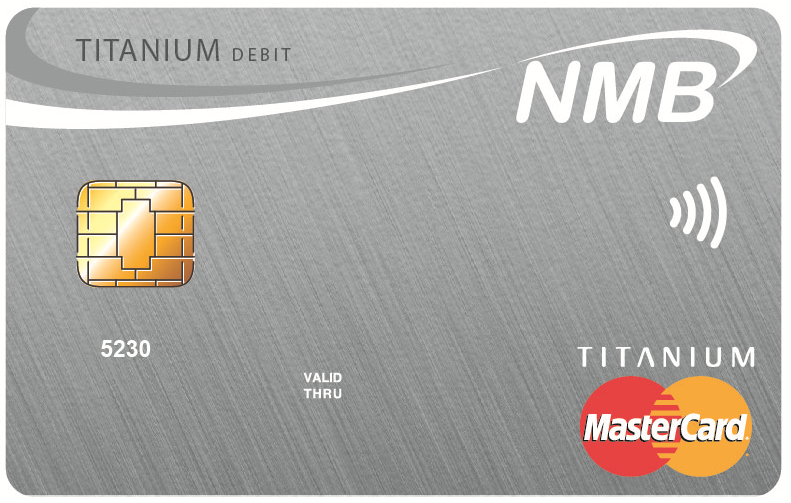 TITANIUM DEBIT
NMB
5230
VALID
THRU
TITANIUM
MasterCard